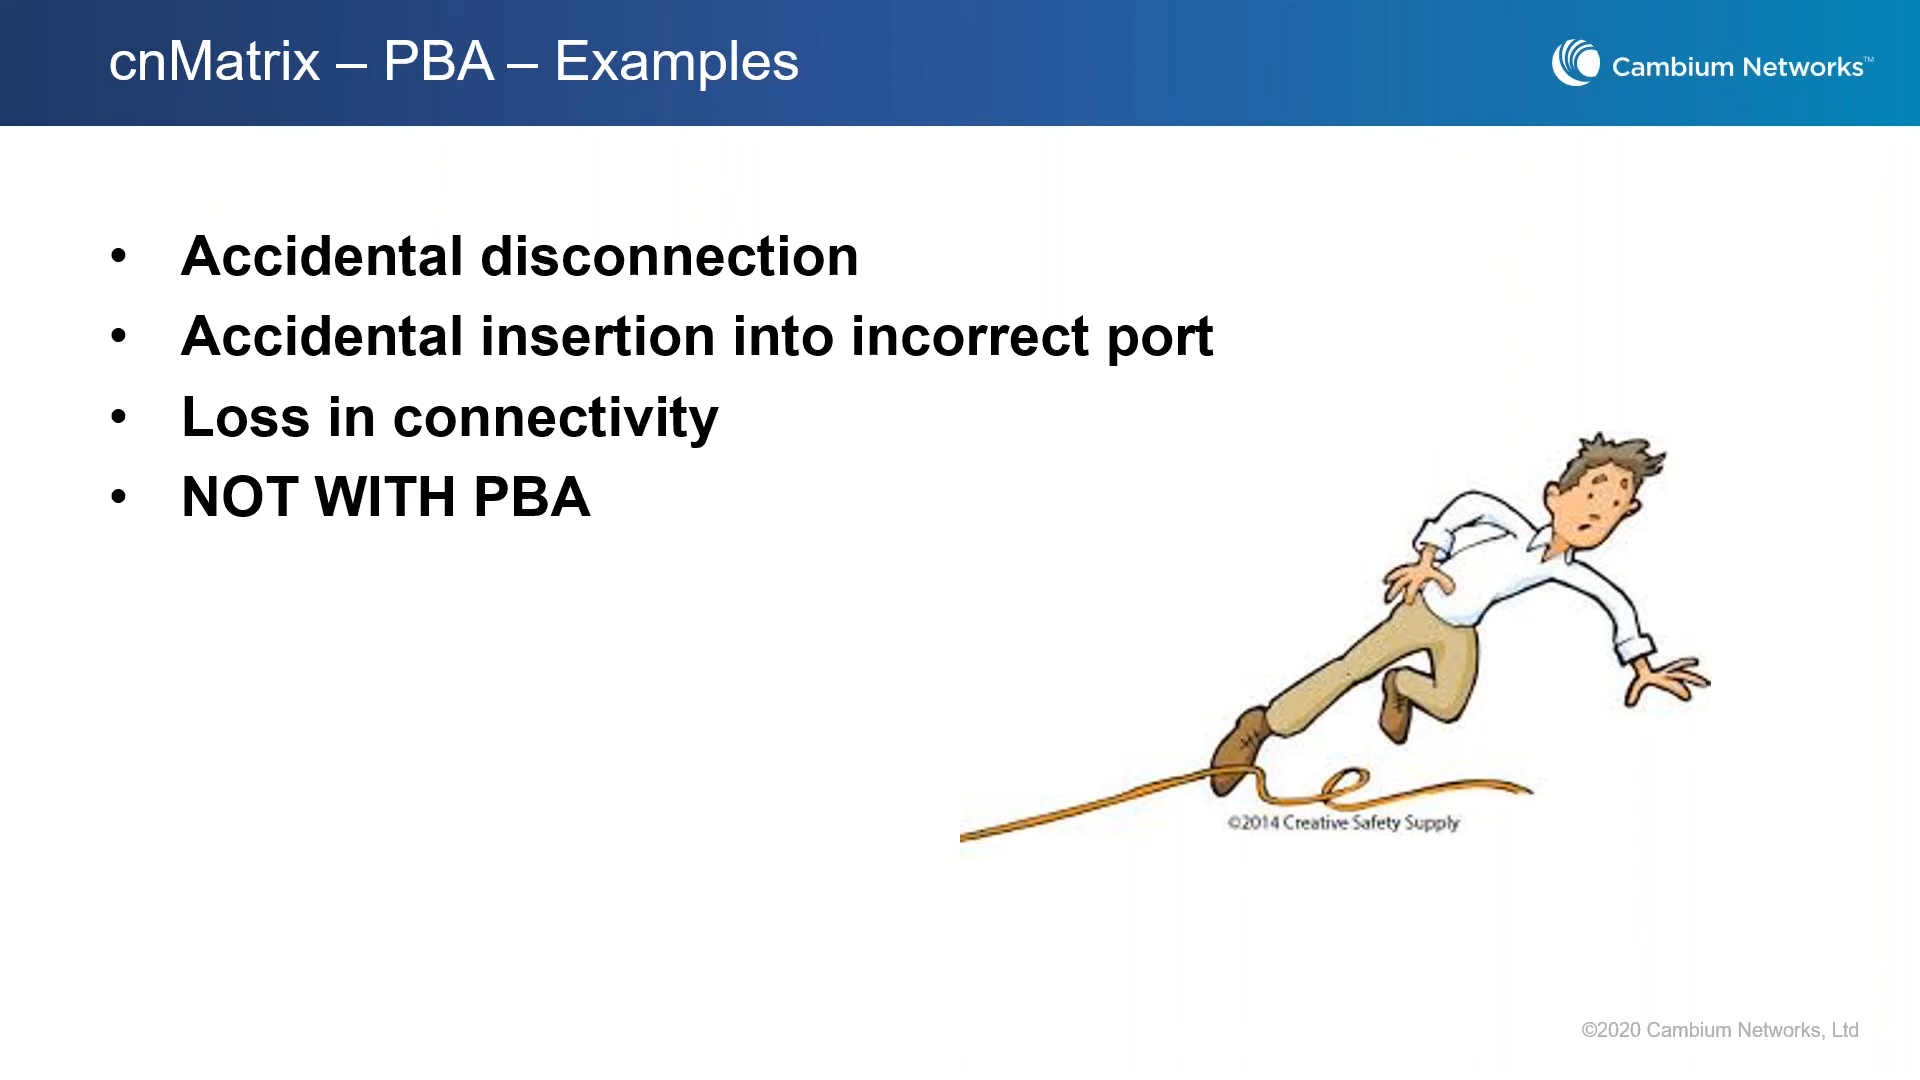 cnMatrix – PBA – Examples
Cambium Networks™
• Accidental disconnection
• Accidental insertion into incorrect port
• Loss in connectivity
• NOT WITH PBA
©2014 Creative Safety Supply
©2020 Cambium Networks, Ltd